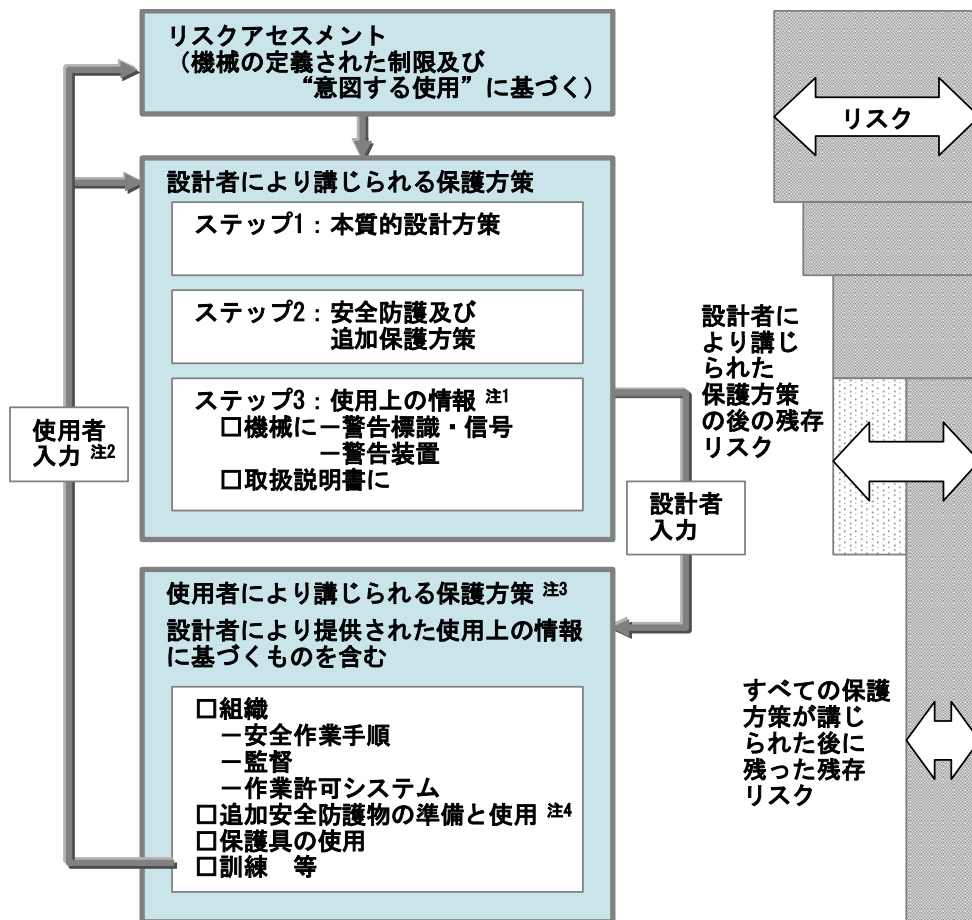 リスクアセスメント
（機械の定義された制限及び
“意図する使用”に基づく）
リスク
設計者により講じられる保護方策
ステップ1：本質的設計方策
ステップ2：安全防護及び
追加保護方策
ステップ3：使用上の情報 注1
□機械に－警告標識・信号
－警告装置
□取扱説明書に
設計者に
より講じ
られた
保護方策
の後の残存
リスク
使用者
入力 注2
設計者
入力
使用者により講じられる保護方策 注3
設計者により提供された使用上の情報
に基づくものを含む
□組織
－安全作業手順
－監督
－作業許可システム
□追加安全防護物の準備と使用 注4
□保護具の使用
□訓練　等
すべての保護
方策が講じ
られた後に
残った残存
リスク